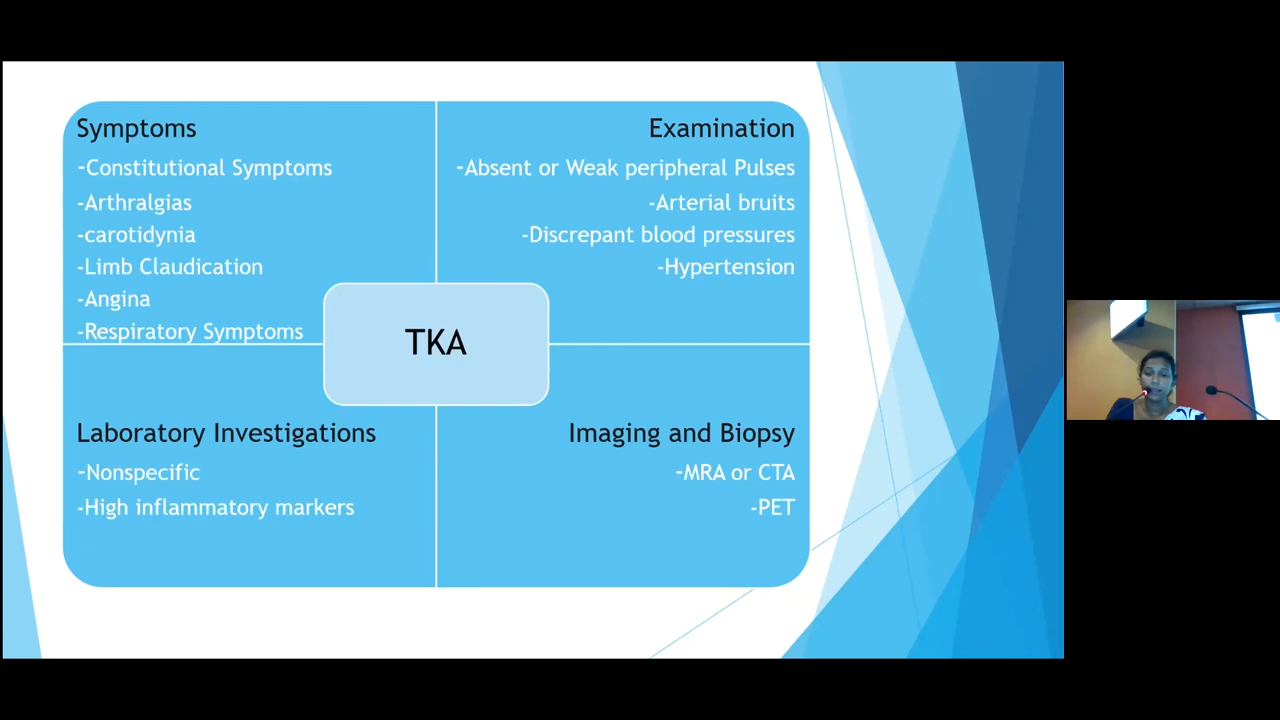 Symptoms
-Constitutional Symptoms
-Arthralgias
-carotidynia
-Limb Claudication
-Angina
-Respiratory Symptoms
Examination
-Absent or Weak peripheral Pulses
-Arterial bruits
-Discrepant blood pressures
-Hypertension
TKA
Laboratory Investigations
-Nonspecific
-High inflammatory markers
Imaging and Biopsy
-MRA or CTA
-PET